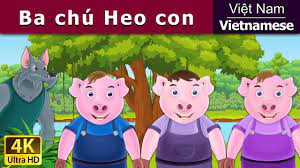 Ba chú Heo con
Việt Nam
Vietnamese
4K
Ultra HD